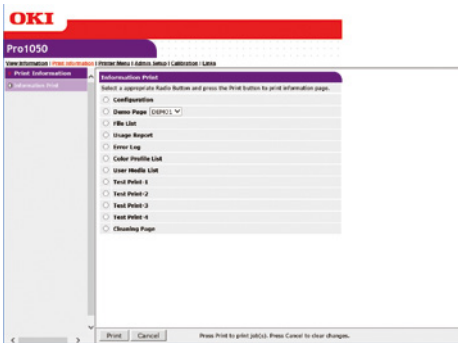 OKI
Pro1050
View Information | Print Information | Printer Menu | Admin Setup | Calibration | Links
Print Information
Information Print
Information Print
Select a appropriate Radio Button and press the Print button to print information page.
Configuration
Demo Page DEMO1
File List
Usage Report
Error Log
Color Profile List
User Media List
Test Print-1
Test Print-2
Test Print-3
Test Print-4
Cleaning Page
Print Cancel Press Print to print job(s). Press Cancel to clear changes.